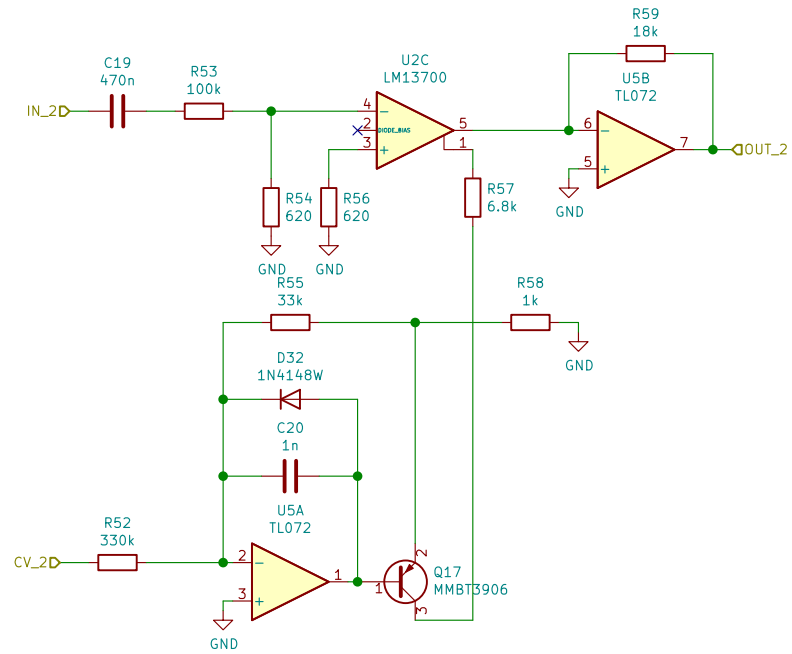 R59
18k
C19
470n
R53
100k
U2C
LM13700
U5B
TL072
IN_2
4
2
DIODE_BIAS
3
5
1
6
5
7
OUT_2
R54
620
R56
620
R57
6.8k
GND
GND
GND
R55
33k
R58
1k
GND
D32
1N4148W
C20
1n
U5A
TL072
R52
330k
CV_2
2
3
1
1
2
3
Q17
MMBT3906
GND